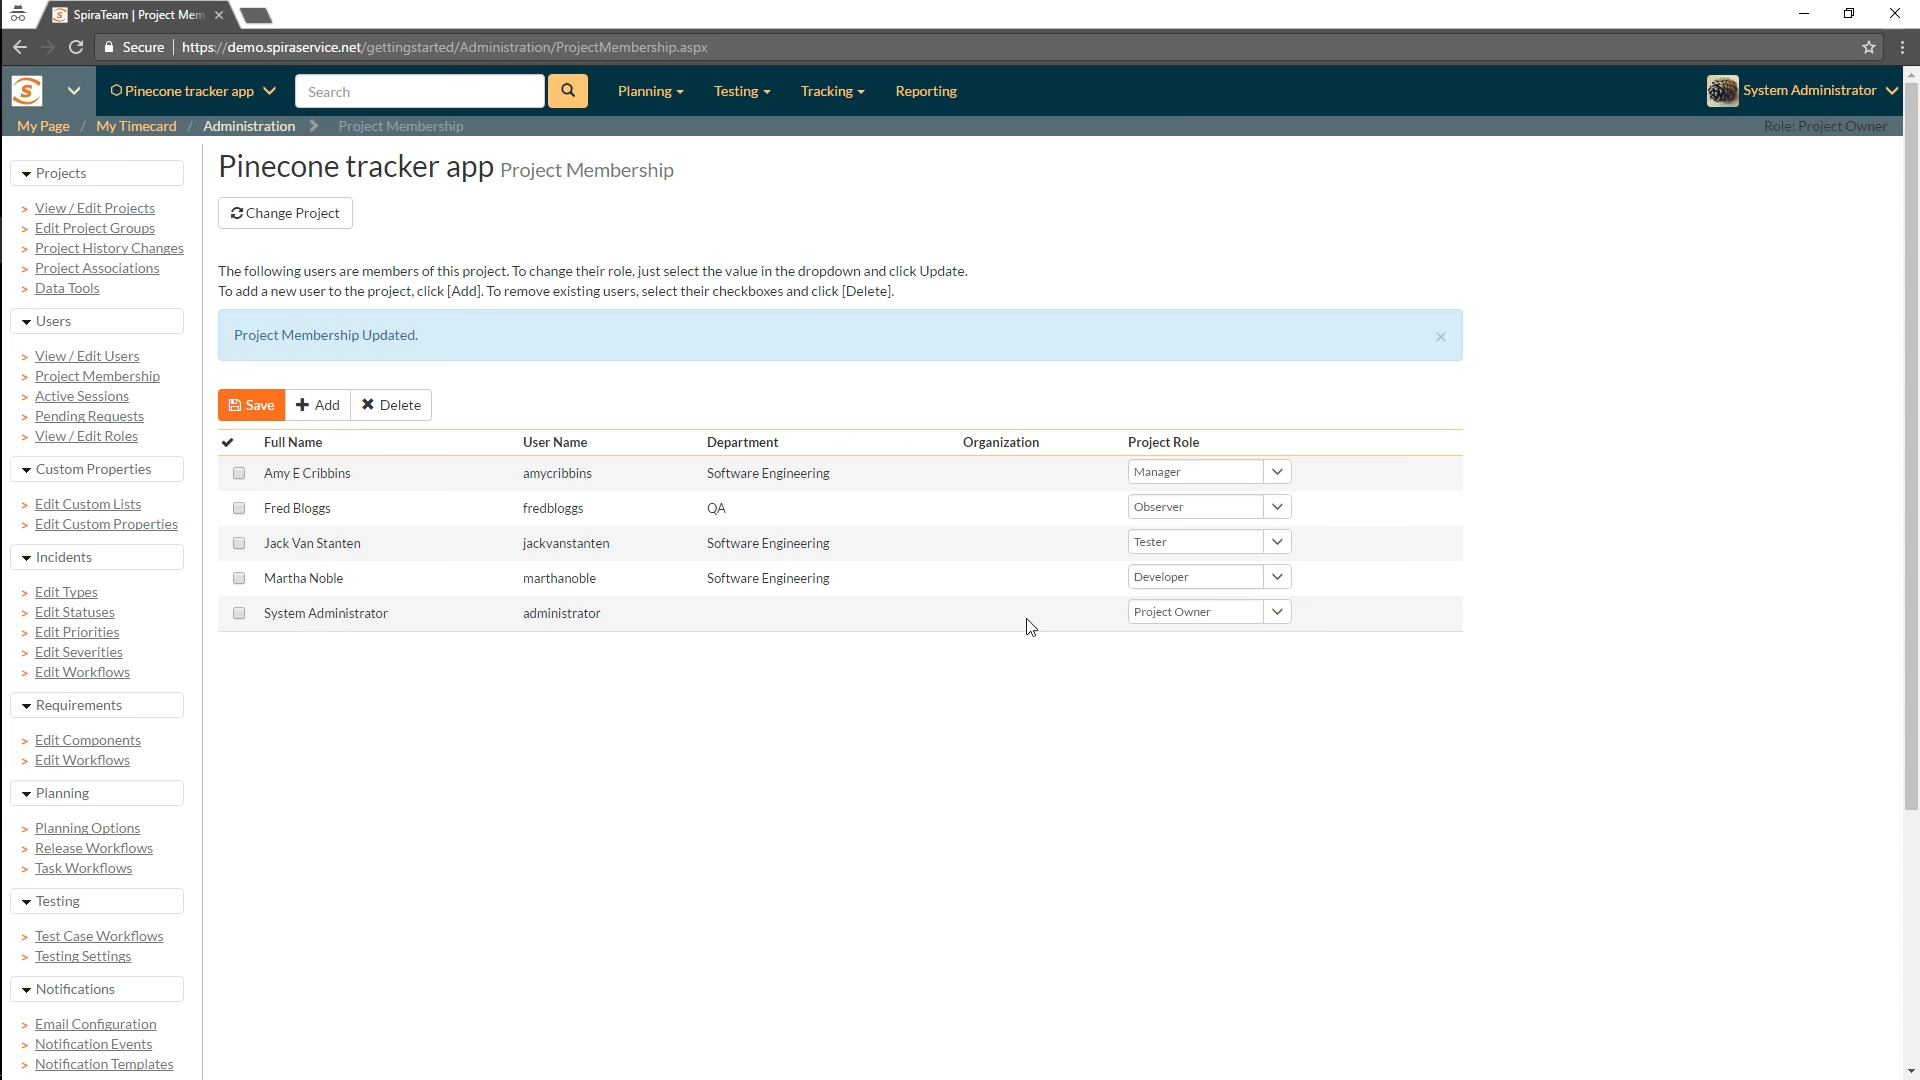 SpiraTeam | Project Mem
Secure
https://demo.spiraservice.net/gettingstarted/Administration/ProjectMembership.aspx
Pinecone tracker app
Search
Planning
Testing
Tracking
Reporting
System Administrator
My Page / My Timecard / Administration
Project Membership
Role: Project Owner
Projects
> View / Edit Projects
> Edit Project Groups
> Project History Changes
> Project Associations
> Data Tools
Users
> View / Edit Users
> Project Membership
> Active Sessions
> Pending Requests
> View / Edit Roles
Custom Properties
> Edit Custom Lists
> Edit Custom Properties
Incidents
> Edit Types
> Edit Statuses
> Edit Priorities
> Edit Severities
> Edit Workflows
Requirements
> Edit Components
> Edit Workflows
Planning
> Planning Options
> Release Workflows
> Task Workflows
Testing
> Test Case Workflows
> Testing Settings
Notifications
> Email Configuration
> Notification Events
> Notification Templates
Pinecone tracker app Project Membership
Change Project
The following users are members of this project. To change their role, just select the value in the dropdown and click Update.
To add a new user to the project, click [Add]. To remove existing users, select their checkboxes and click [Delete].
Project Membership Updated.
Save
Add
Delete
Full Name User Name Department Organization Project Role
Amy E Cribbins amycribbins Software Engineering Manager
Fred Bloggs fredbloggs QA Observer
Jack Van Stanten jackvanstanten Software Engineering Tester
Martha Noble marthanoble Software Engineering Developer
System Administrator administrator Project Owner